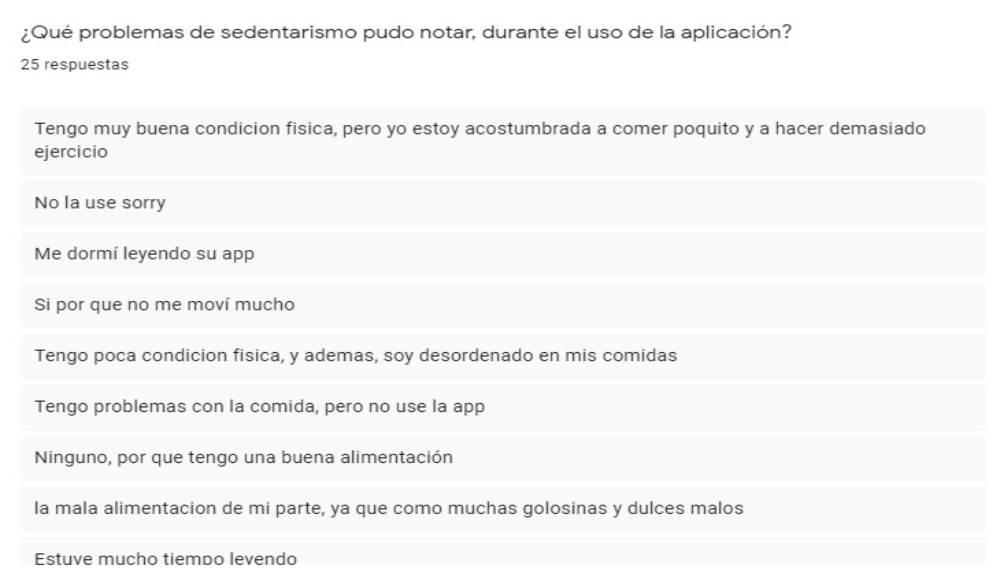 ¿Qué problemas de sedentarismo pudo notar, durante el uso de la aplicación?
25 respuestas
Tengo muy buena condicion fisica, pero yo estoy acostumbrada a comer poquito y a hacer demasiado
ejercicio
No la use sorry
Me dormí leyendo su app
Si por que no me moví mucho
Tengo poca condicion fisica, y ademas, soy desordenado en mis comidas
Tengo problemas con la comida, pero no use la app
Ninguno, por que tengo una buena alimentación
la mala alimentacion de mi parte, ya que como muchas golosinas y dulces malos
Estuve mucho tiempo leyendo